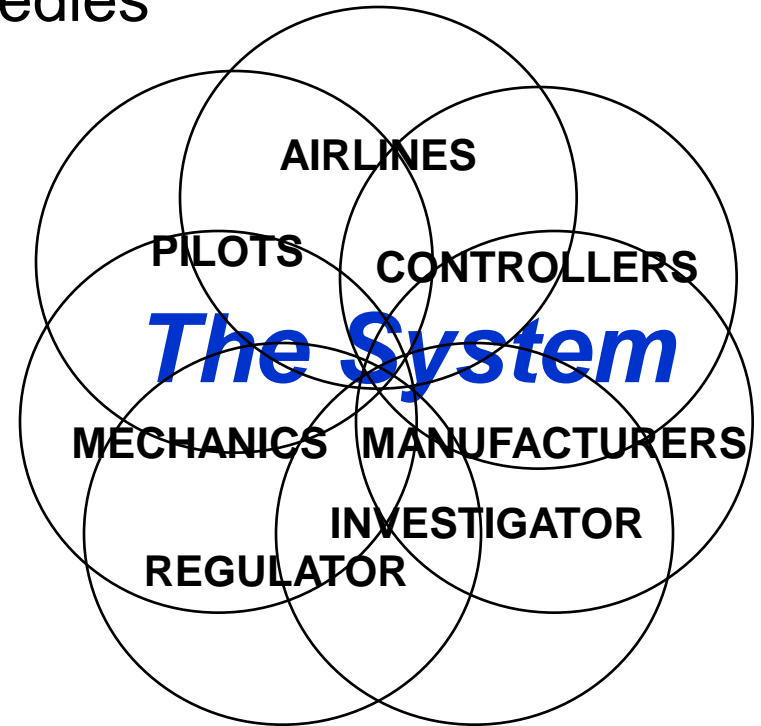 AIRLINES
PILOTS
CONTROLLERS
The System
MECHANICS
MANUFACTURERS
INVESTIGATOR
REGULATOR